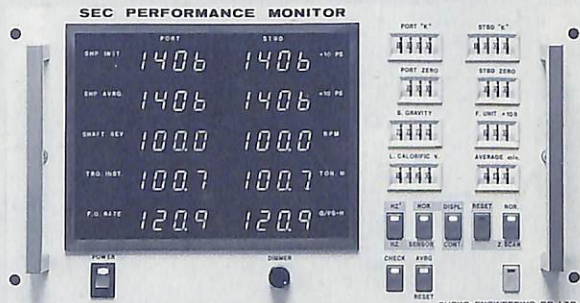 SEC PERFORMANCE MONITOR
PORT STBD
SHP INST. 1406 1406 ×10 PS
SHP AVRG. 1406 1406 ×10 PS
SHAFT REV 100.0 100.0 RPM
TRQ. INST. 100.7 100.7 TON. M
F.O. RATE 120.9 120.9 G/PS-H
POWER
DIMMER
PORT "K" STBD "K"
PORT ZERO STBD ZERO
S. GRAVITY
L. CALORIFIC V. AVERAGE min.
HZ° NOR. DISPL. RESET NOR.
HZ SENSOR CONT. Z. SCAN
CHECK AVRG
RESET